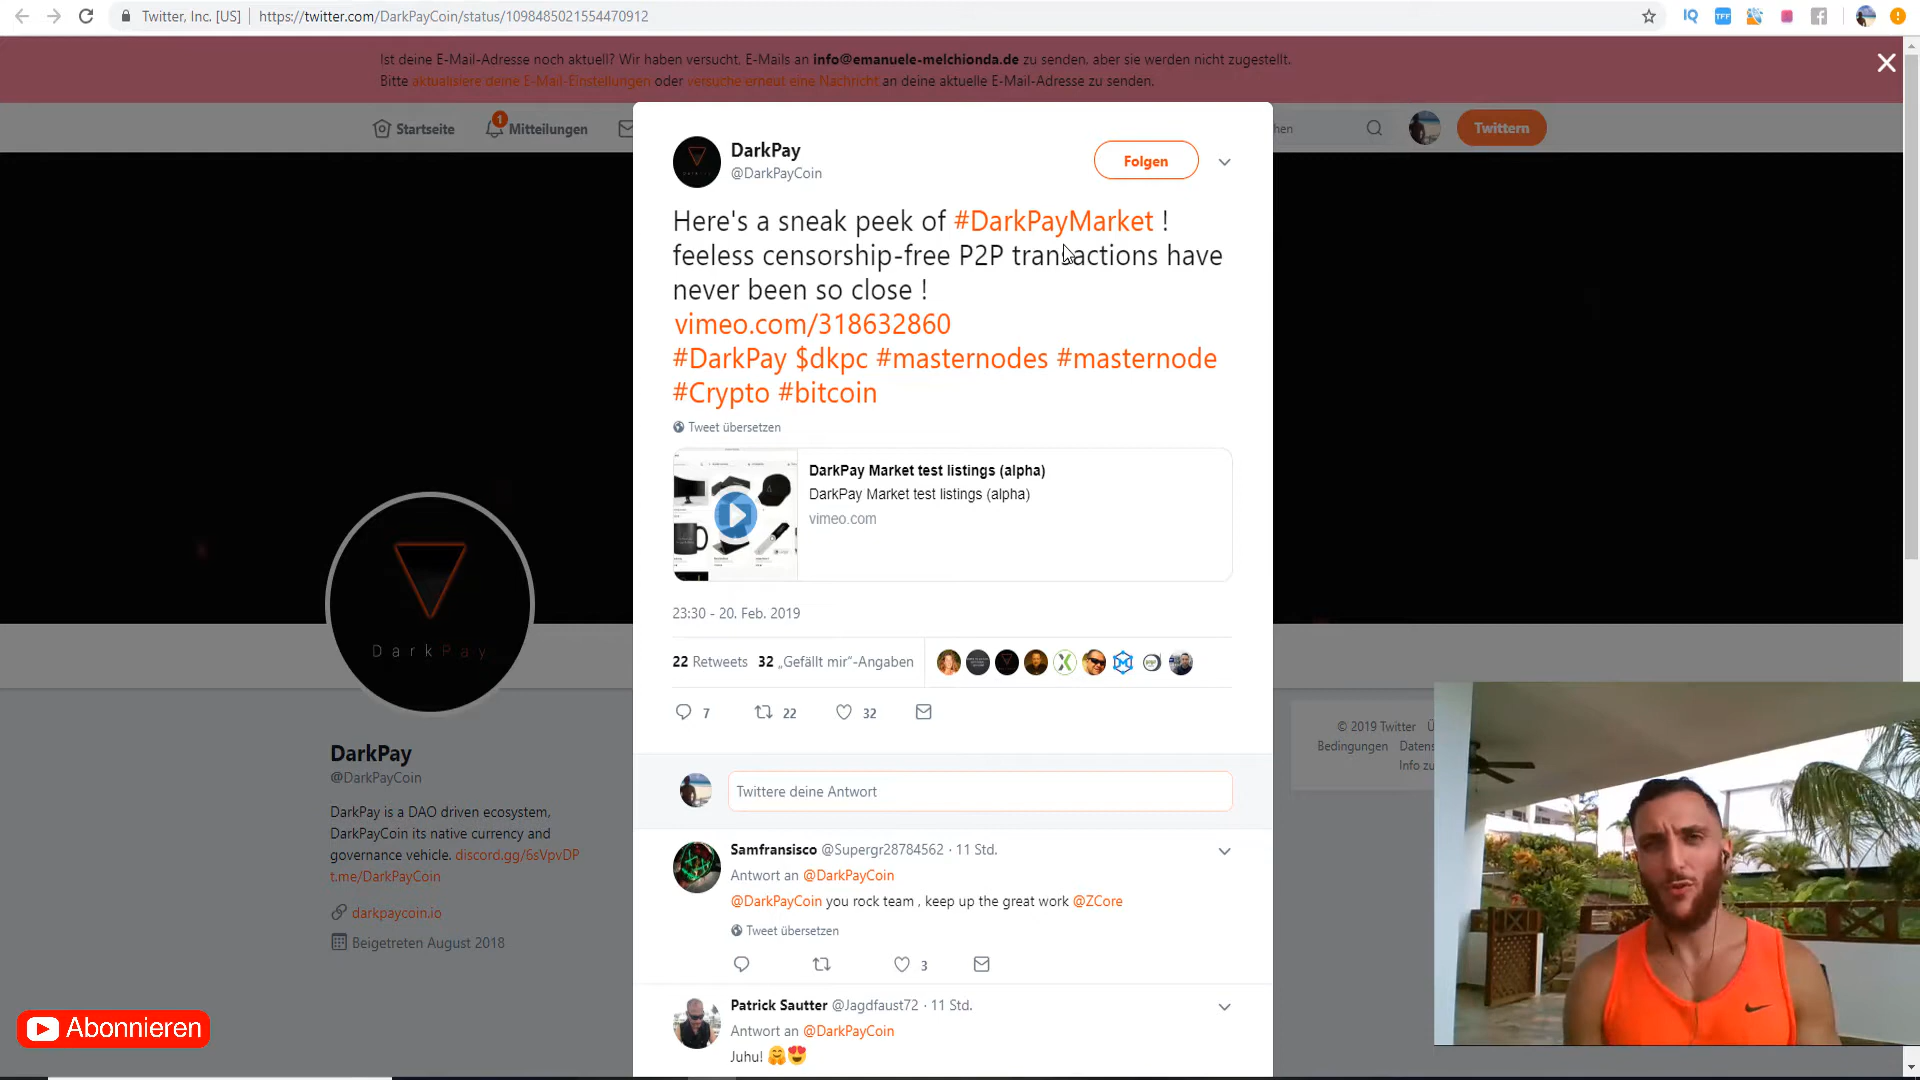 Twitter, Inc. [US] https://twitter.com/DarkPayCoin/status/1098485021554470912
Ist deine E-Mail-Adresse noch aktuell? Wir haben versucht, E-Mails an info@emanuele-melchionda.de zu senden, aber sie werden nicht zugestellt.
Bitte aktualisiere deine E-Mail-Einstellungen oder versuche erneut eine Nachricht an deine aktuelle E-Mail-Adresse zu senden.
Startseite
1
Mitteilungen
hen
Twittern
DarkPay
@DarkPayCoin
Folgen
Here's a sneak peek of #DarkPayMarket !
feeless censorship-free P2P transactions have
never been so close !
vimeo.com/318632860
#DarkPay $dkpc #masternodes #masternode
#Crypto #bitcoin
Tweet übersetzen
DarkPay Market test listings (alpha)
DarkPay Market test listings (alpha)
vimeo.com
23:30 - 20. Feb. 2019
22 Retweets 32 „Gefällt mir“-Angaben
7 22 32
Twittere deine Antwort
Samfransisco @Supergr28784562 · 11 Std.
Antwort an @DarkPayCoin
@DarkPayCoin you rock team , keep up the great work @ZCore
Tweet übersetzen
3
Patrick Sautter @Jagdfaust72 · 11 Std.
Antwort an @DarkPayCoin
Juhu! 🤗😍
DarkPay
DarkPay
@DarkPayCoin
DarkPay is a DAO driven ecosystem,
DarkPayCoin its native currency and
governance vehicle. discord.gg/6sVpvDP
t.me/DarkPayCoin
darkpaycoin.io
Beigetreten August 2018
© 2019 Twitter
Bedingungen Daten
Info zu
Abonnieren
IQ
TFF